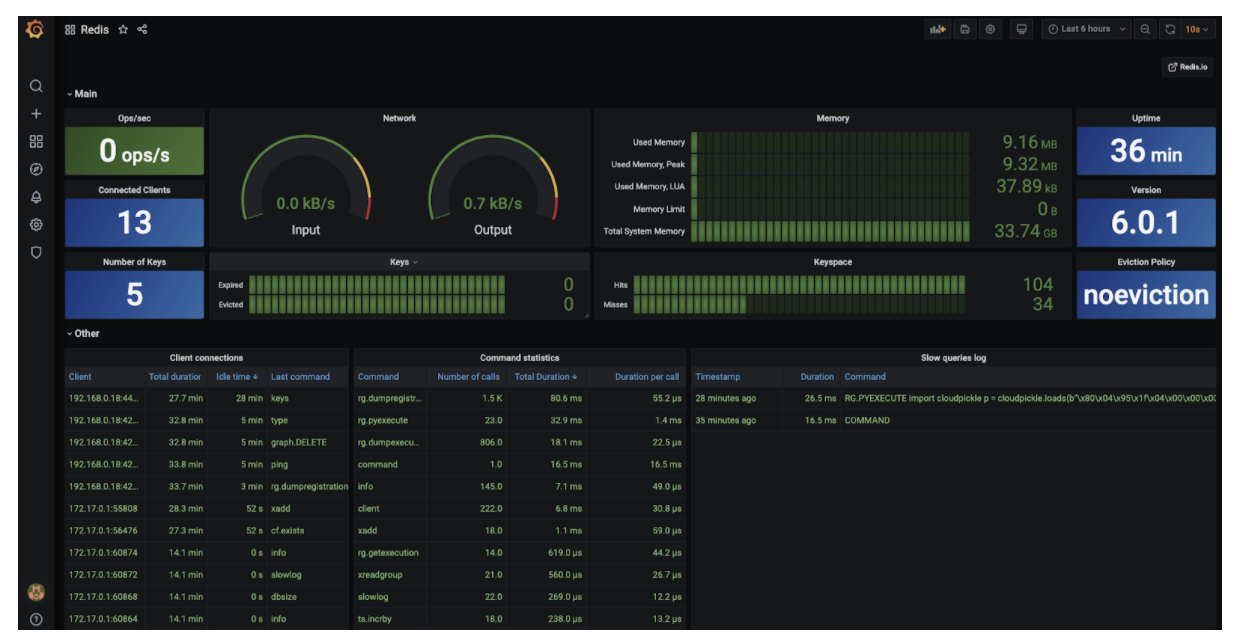 Redis
Last 6 hours
10s
Redis.io
Main
Ops/sec
0 ops/s
Connected Clients
13
Number of Keys
5
Network
0.0 kB/s
Input
0.7 kB/s
Output
Keys
Expired 0
Evicted 0
Memory
Used Memory 9.16 MB
Used Memory, Peak 9.32 MB
Used Memory, LUA 37.89 kB
Memory Limit 0 B
Total System Memory 33.74 GB
Keyspace
Hits 104
Misses 34
Uptime
36 min
Version
6.0.1
Eviction Policy
noeviction
Other
Client connections
Client Total duration Idle time Last command
192.168.0.18:44... 27.7 min 28 min keys
192.168.0.18:42... 32.8 min 5 min type
192.168.0.18:42... 32.8 min 5 min graph.DELETE
192.168.0.18:42... 33.8 min 5 min ping
192.168.0.18:42... 33.7 min 3 min rg.dumpregistration
172.17.0.1:55808 28.3 min 52 s xadd
172.17.0.1:56476 27.3 min 52 s cf.exists
172.17.0.1:60874 14.1 min 0 s info
172.17.0.1:60872 14.1 min 0 s slowlog
172.17.0.1:60868 14.1 min 0 s dbsize
172.17.0.1:60864 14.1 min 0 s info
Command statistics
Command Number of calls Total Duration Duration per call
rg.dumpregistr... 1.5 K 80.6 ms 55.2 µs
rg.pyexecute 23.0 32.9 ms 1.4 ms
rg.dumpexecu... 806.0 18.1 ms 22.5 µs
command 1.0 16.5 ms 16.5 ms
info 145.0 7.1 ms 49.0 µs
client 222.0 6.8 ms 30.8 µs
xadd 18.0 1.1 ms 59.0 µs
rg.getexecution 14.0 619.0 µs 44.2 µs
xreadgroup 21.0 560.0 µs 26.7 µs
slowlog 22.0 269.0 µs 12.2 µs
ts.incrby 18.0 238.0 µs 13.2 µs
Slow queries log
Timestamp Duration Command
28 minutes ago 26.5 ms RG.PYEXECUTE import cloudpickle p = cloudpickle.loads(b"\x80\x04\x95\x1f\x04\x00\x00\x00
35 minutes ago 16.5 ms COMMAND